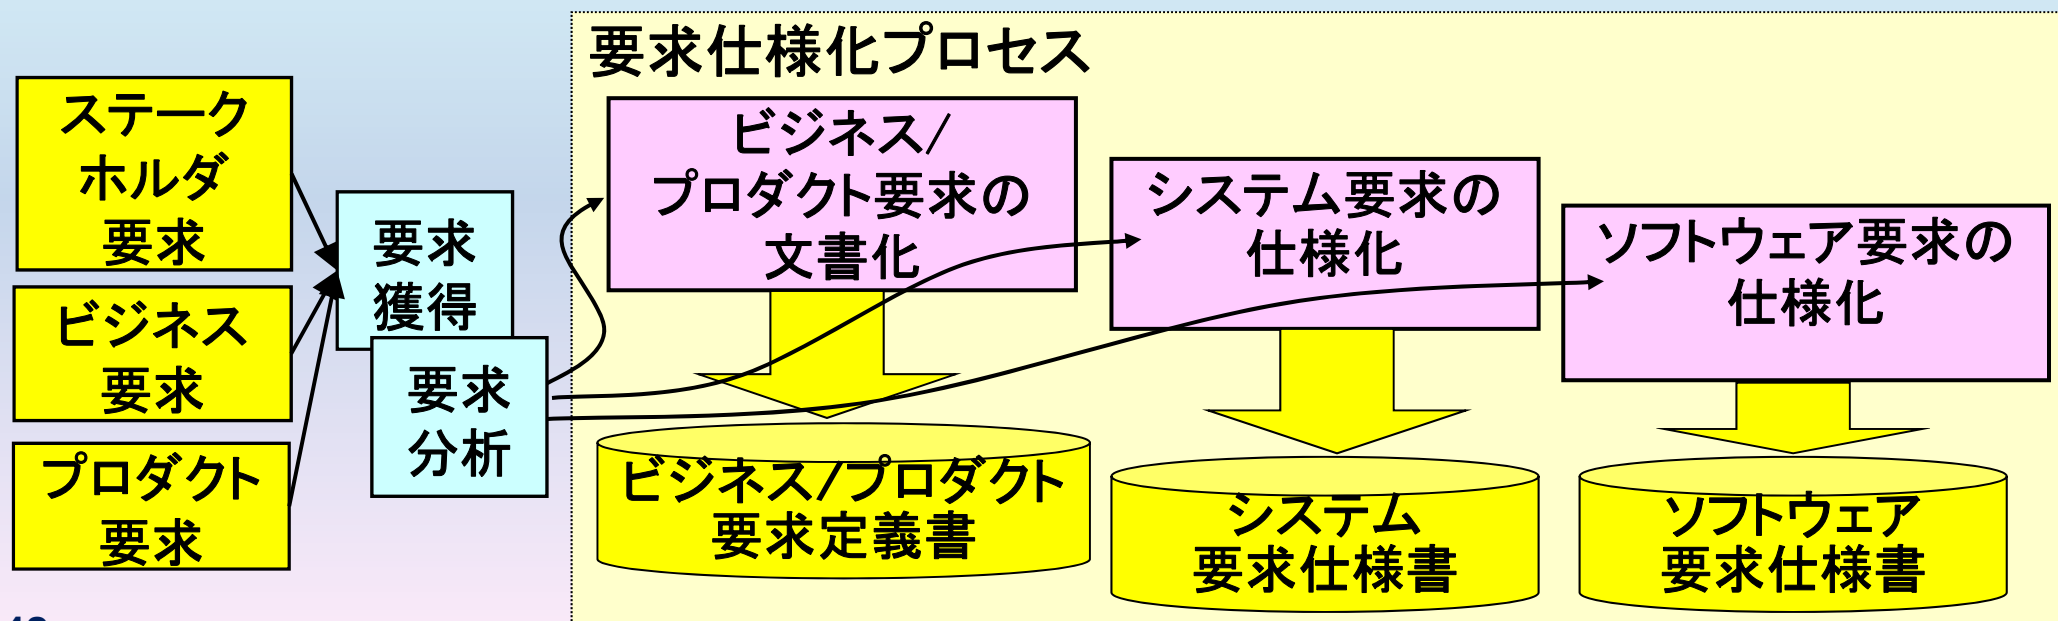 要求仕様化プロセス
ステーク
ホルダ
要求
ビジネス
要求
プロダクト
要求
要求
獲得
要求
分析
ビジネス/
プロダクト要求の
文書化
システム要求の
仕様化
ソフトウェア要求の
仕様化
ビジネス/プロダクト
要求定義書
システム
要求仕様書
ソフトウェア
要求仕様書